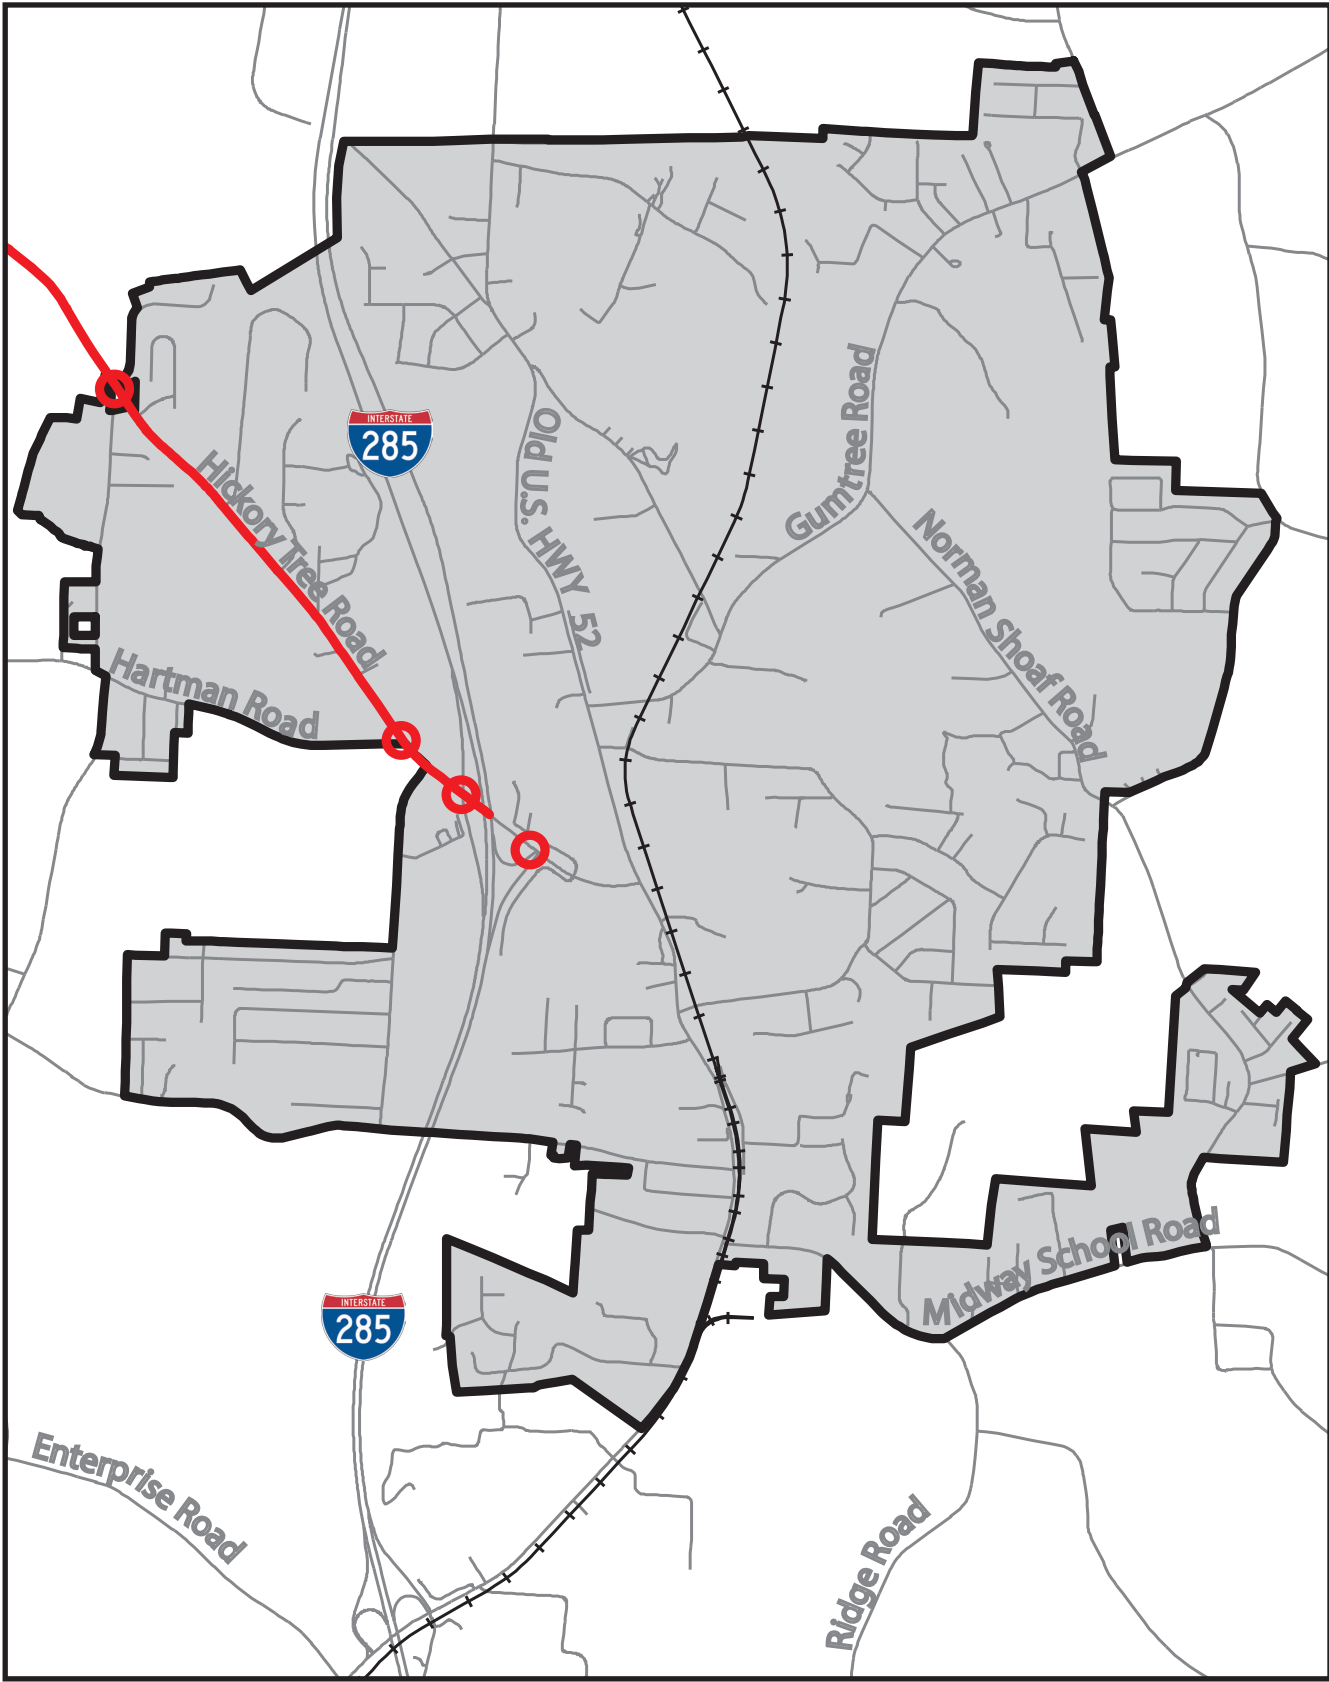 INTERSTATE
285
Gumtree Road
Old U.S. HWY 52
Hickory Tree Road
Norman Shoaf Road
Hartman Road
Midway School Road
INTERSTATE
285
Enterprise Road
Ridge Road